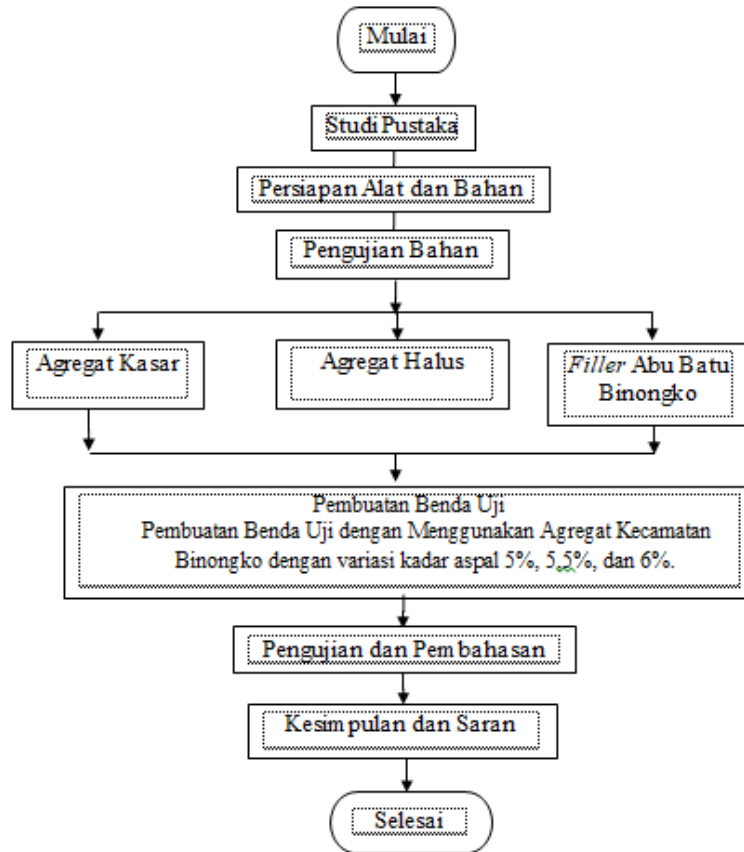 Mulai
Studi Pustaka
Persiapan Alat dan Bahan
Pengujian Bahan
Agregat Kasar
Agregat Halus
Filler Abu Batu
Binongko
Pembuatan Benda Uji
Pembuatan Benda Uji dengan Menggunakan Agregat Kecamatan
Binongko dengan variasi kadar aspal 5%, 5,5%, dan 6%.
Pengujian dan Pembahasan
Kesimpulan dan Saran
Selesai